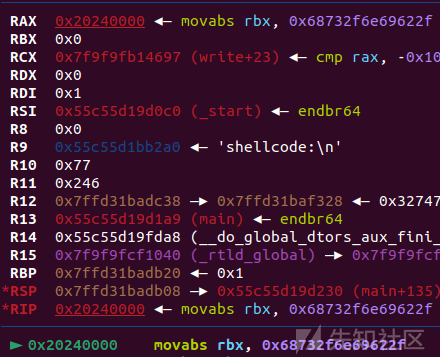 RAX 0x20240000 ◂— movabs rbx, 0x68732f6e69622f
RBX 0x0
RCX 0x7f9f9fb14697 (write+23) ◂— cmp rax, -0x10
RDX 0x0
RDI 0x1
RSI 0x55c55d19d0c0 (_start) ◂— endbr64
R8 0x0
R9 0x55c55d1bb2a0 ◂— 'shellcode:\n'
R10 0x77
R11 0x246
R12 0x7ffd31badc38 —▸ 0x7ffd31baf328 ◂— 0x32747
R13 0x55c55d19d1a9 (main) ◂— endbr64
R14 0x55c55d19fda8 (__do_global_dtors_aux_fini_
R15 0x7f9f9fcf1040 (_rtld_global) —▸ 0x7f9f9fcf
RBP 0x7ffd31badb20 ◂— 0x1
*RSP 0x7ffd31badb08 —▸ 0x55c55d19d230 (main+135)
*RIP 0x20240000 ◂— movabs rbx, 0x68732f6e69622f
► 0x20240000 movabs rbx, 0x68732f6e69622f
先知社区